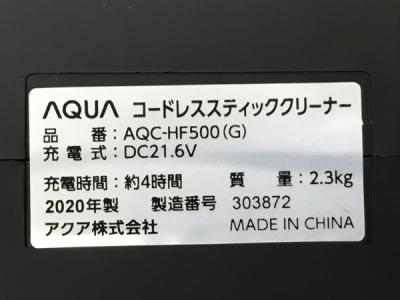 AQUA コードレススティッククリーナー
品 番：AQC-HF500(G)
充 電 式：DC21.6V
充電時間：約4時間 質 量：2.3kg
2020年製 製造番号 303872
アクア株式会社 MADE IN CHINA